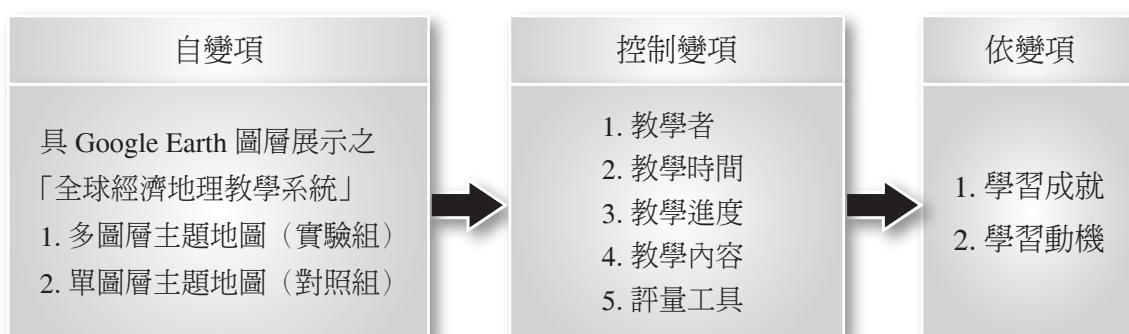 自變項
具 Google Earth 圖層展示之
「全球經濟地理教學系統」
1. 多圖層主題地圖（實驗組）
2. 單圖層主題地圖（對照組）
控制變項
1. 教學者
2. 教學時間
3. 教學進度
4. 教學內容
5. 評量工具
依變項
1. 學習成就
2. 學習動機